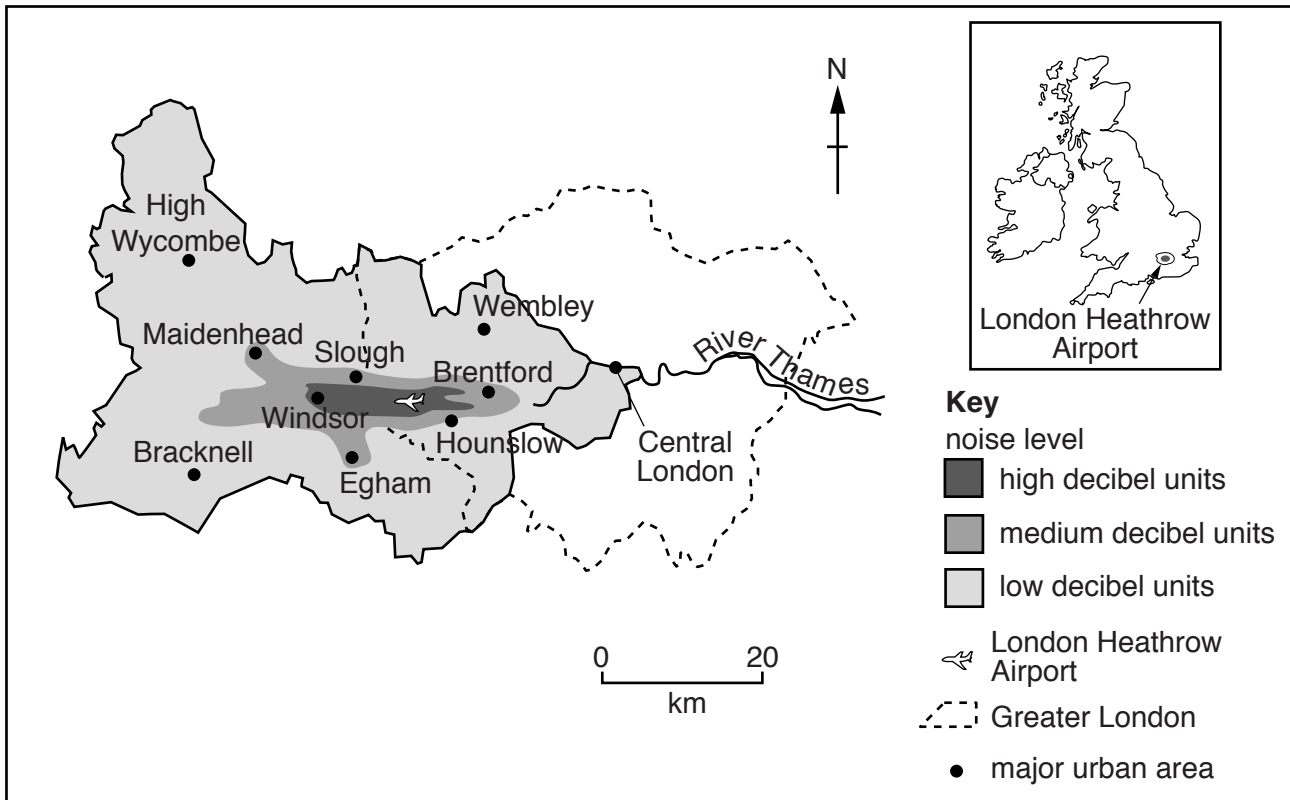 N
High
Wycombe
Wembley
Maidenhead
Slough
Brentford
Windsor
Hounslow
Bracknell
Egham
Central
London
River Thames
0 20
km
London Heathrow
Airport
Key
noise level
high decibel units
medium decibel units
low decibel units
London Heathrow
Airport
Greater London
major urban area